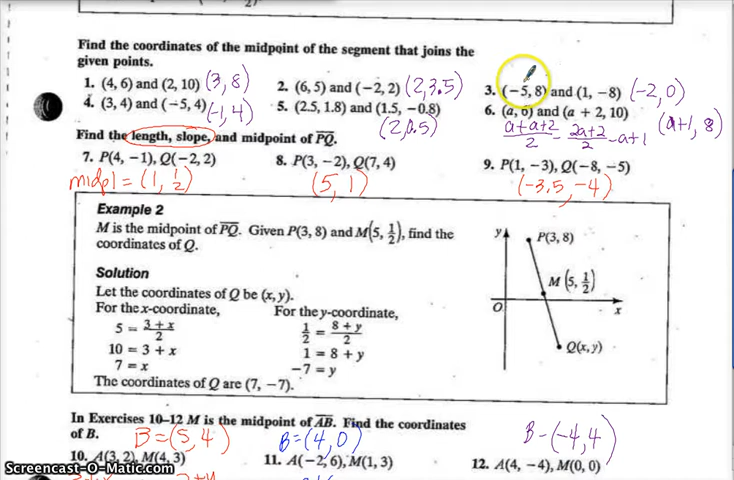 Find the coordinates of the midpoint of the segment that joins the
given points.
1. (4, 6) and (2, 10) (3, 8)
2. (6, 5) and (−2, 2) (2, 3.5)
3. (−5, 8) and (1, −8) (−2, 0)
4. (3, 4) and (−5, 4) (-1, 4)
5. (2.5, 1.8) and (1.5, −0.8)
(2, 0.5)
6. (a, 6) and (a + 2, 10)
a+a+2/2 = 2a+2/2 = a+1 (a+1, 8)
Find the length, slope, and midpoint of PQ.
7. P(4, −1), Q(−2, 2)
8. P(3, −2), Q(7, 4)
9. P(1, −3), Q(−8, −5)
midpt = (1, 1/2)
(5, 1)
(-3.5, -4)
Example 2
M is the midpoint of PQ. Given P(3, 8) and M(5, 1/2), find the
coordinates of Q.
Solution
Let the coordinates of Q be (x, y).
For the x-coordinate,
5 = 3 + x/2
10 = 3 + x
7 = x
For the y-coordinate,
1/2 = 8 + y/2
1 = 8 + y
−7 = y
The coordinates of Q are (7, −7).
y
P(3, 8)
M (5, 1/2)
O
x
Q(x, y)
In Exercises 10–12 M is the midpoint of AB. Find the coordinates
of B.
B=(5, 4)
B=(4, 0)
B=(-4, 4)
10. A(3, 2), M(4, 3)
11. A(−2, 6), M(1, 3)
12. A(4, −4), M(0, 0)
Screencast-O-Matic.com